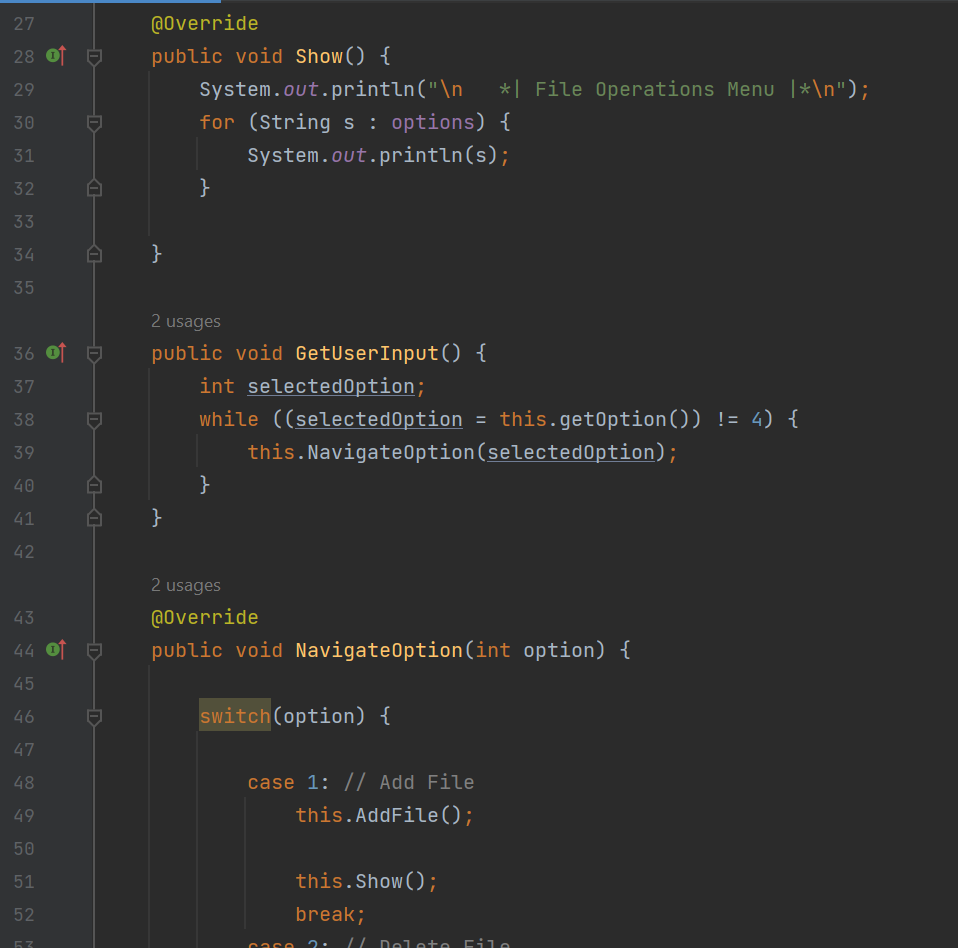 27 @Override
28 public void Show() {
29 System.out.println("\n   *| File Operations Menu |*\n");
30 for (String s : options) {
31 System.out.println(s);
32 }
33
34 }
35
2 usages
36 public void GetUserInput() {
37 int selectedOption;
38 while ((selectedOption = this.getOption()) != 4) {
39 this.NavigateOption(selectedOption);
40 }
41 }
42
2 usages
43 @Override
44 public void NavigateOption(int option) {
45
46 switch(option) {
47
48 case 1: // Add File
49 this.AddFile();
50
51 this.Show();
52 break;
53 case 2: // Delete File